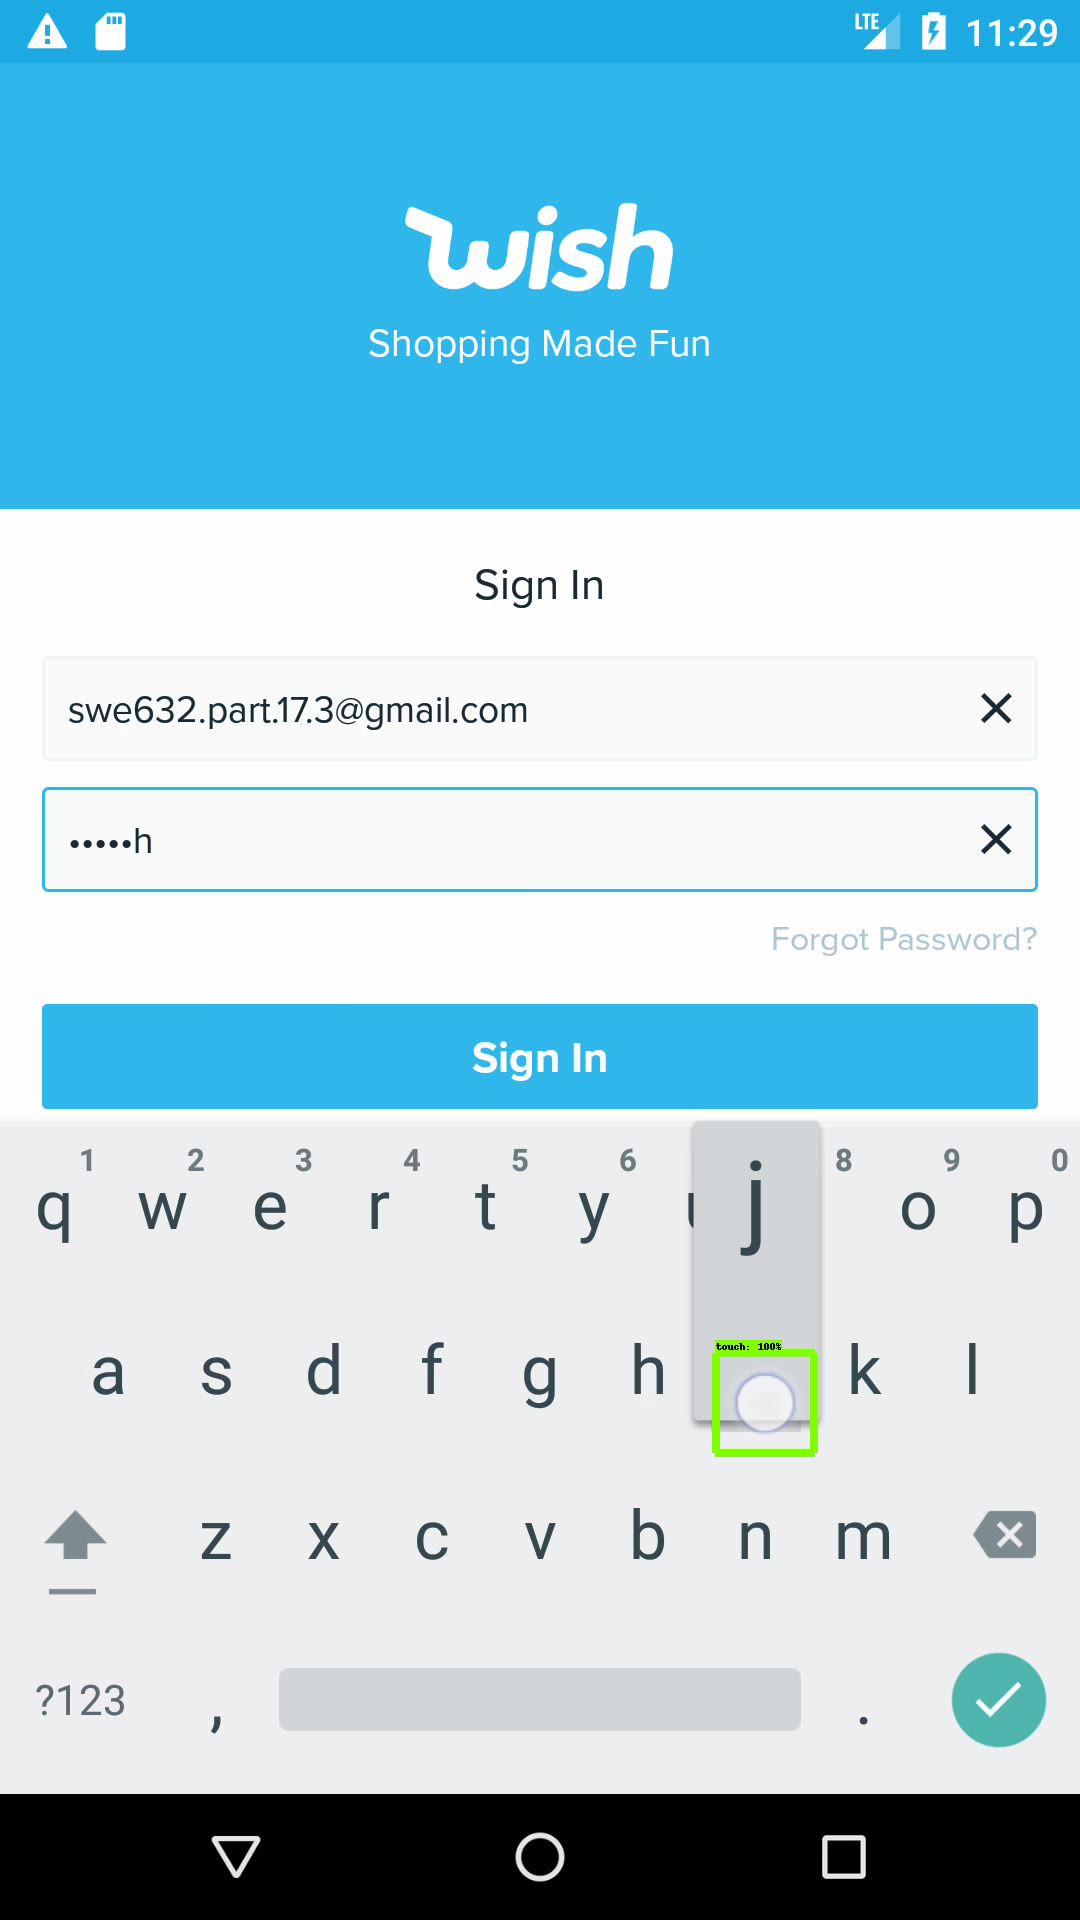 LTE 11:29
wish
Shopping Made Fun
Sign In
swe632.part.17.3@gmail.com
•••••h
Forgot Password?
Sign In
1 2 3 4 5 6 8 9 0
q w e r t y u j o p
touch: 100%
a s d f g h k l
z x c v b n m
?123 , .